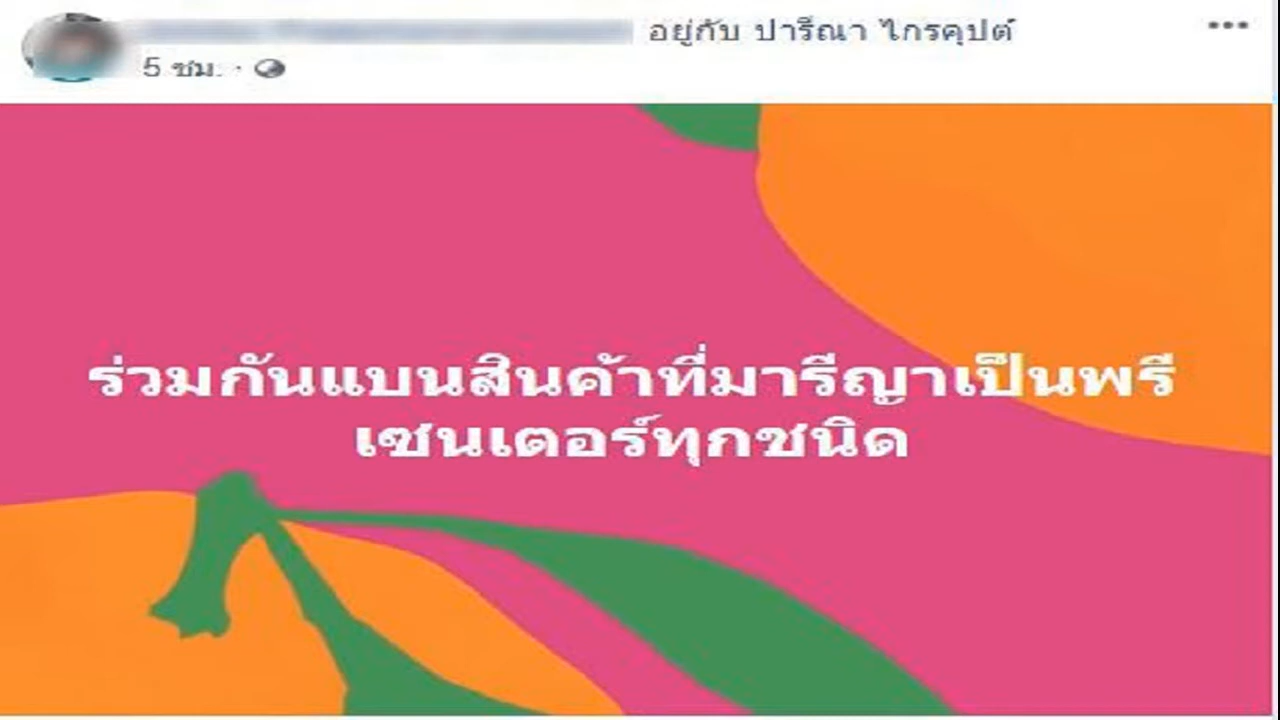 อยู่กับ ปารีณา ไกรคุปต์
5 ชม. ·
ร่วมกันแบนสินค้าที่มารีญาเป็นพรี
เซนเตอร์ทุกชนิด